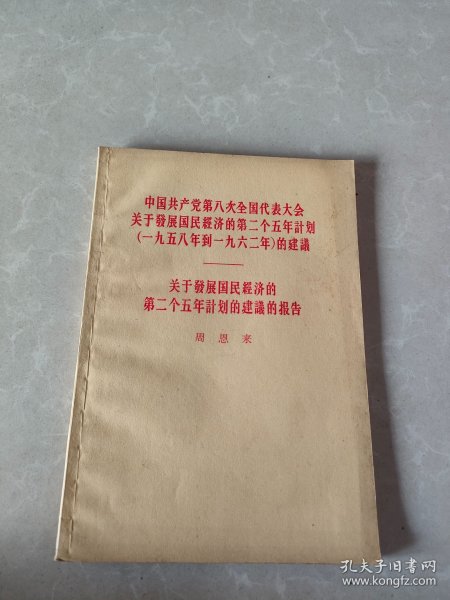 中国共产党第八次全国代表大会
关于發展国民經济的第二个五年計划
(一九五八年到一九六二年)的建議
关于發展国民經济的
第二个五年計划的建議的报告
周恩来
孔夫子旧书网
www.kongfz.com